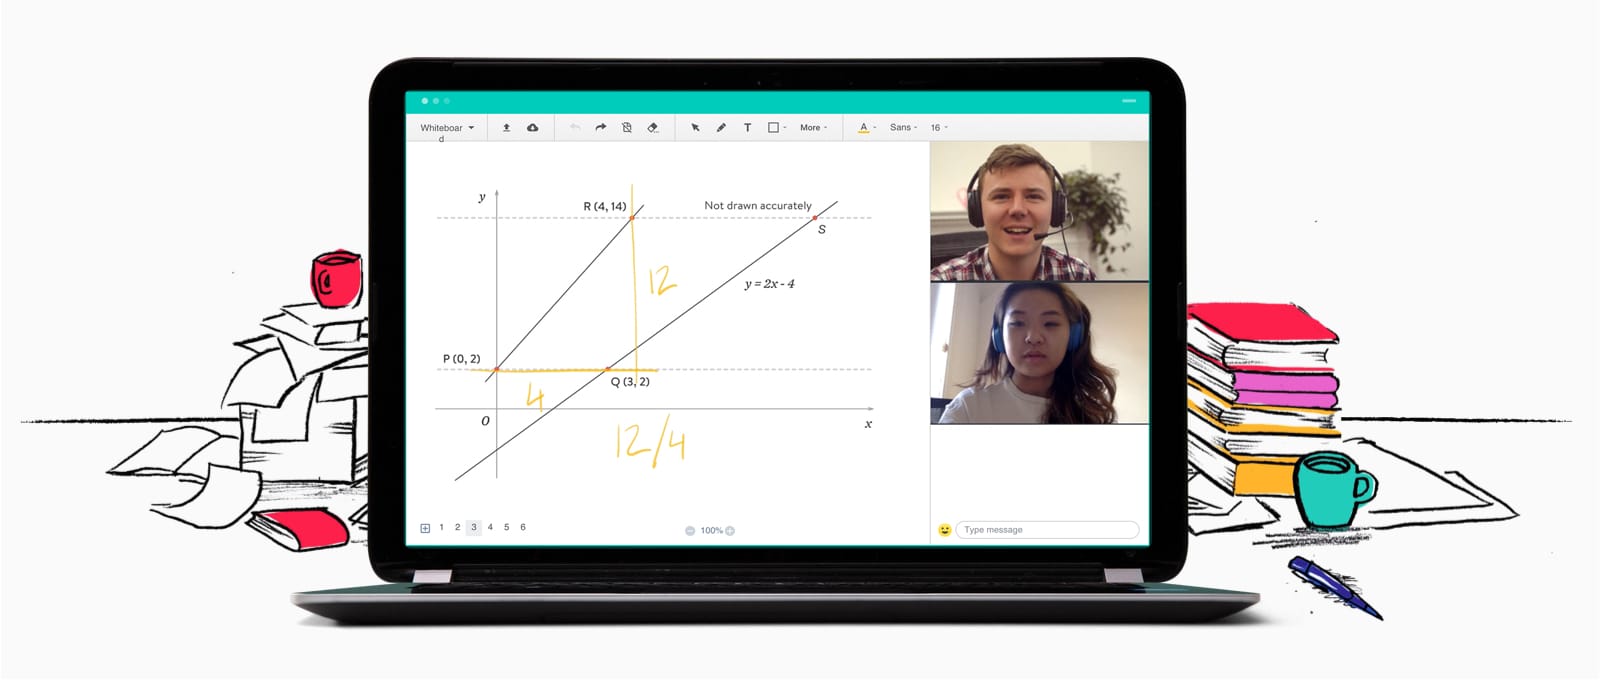 Whiteboar
d
T
More
A
Sans
16
y
R (4, 14)
Not drawn accurately
S
12
y = 2x - 4
P (0, 2)
Q (3, 2)
4
O
x
12/4
1 2 3 4 5 6
100%
Type message